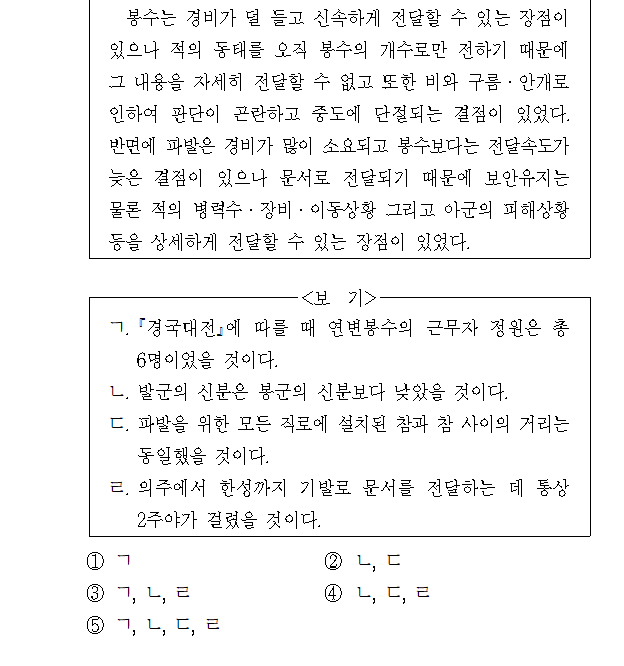 봉수는 경비가 덜 들고 신속하게 전달할 수 있는 장점이
있으나 적의 동태를 오직 봉수의 개수로만 전하기 때문에
그 내용을 자세히 전달할 수 없고 또한 비와 구름·안개로
인하여 판단이 곤란하고 중도에 단절되는 결점이 있었다.
반면에 파발은 경비가 많이 소요되고 봉수보다는 전달속도가
늦은 결점이 있으나 문서로 전달되기 때문에 보안유지는
물론 적의 병력수·장비·이동상황 그리고 아군의 피해상황
등을 상세하게 전달할 수 있는 장점이 있었다.
<보 기>
ㄱ. 『경국대전』에 따를 때 연변봉수의 근무자 정원은 총
6명이었을 것이다.
ㄴ. 발군의 신분은 봉군의 신분보다 낮았을 것이다.
ㄷ. 파발을 위한 모든 직로에 설치된 참과 참 사이의 거리는
동일했을 것이다.
ㄹ. 의주에서 한성까지 기발로 문서를 전달하는 데 통상
2주야가 걸렸을 것이다.
① ㄱ ② ㄴ, ㄷ
③ ㄱ, ㄴ, ㄹ ④ ㄴ, ㄷ, ㄹ
⑤ ㄱ, ㄴ, ㄷ, ㄹ